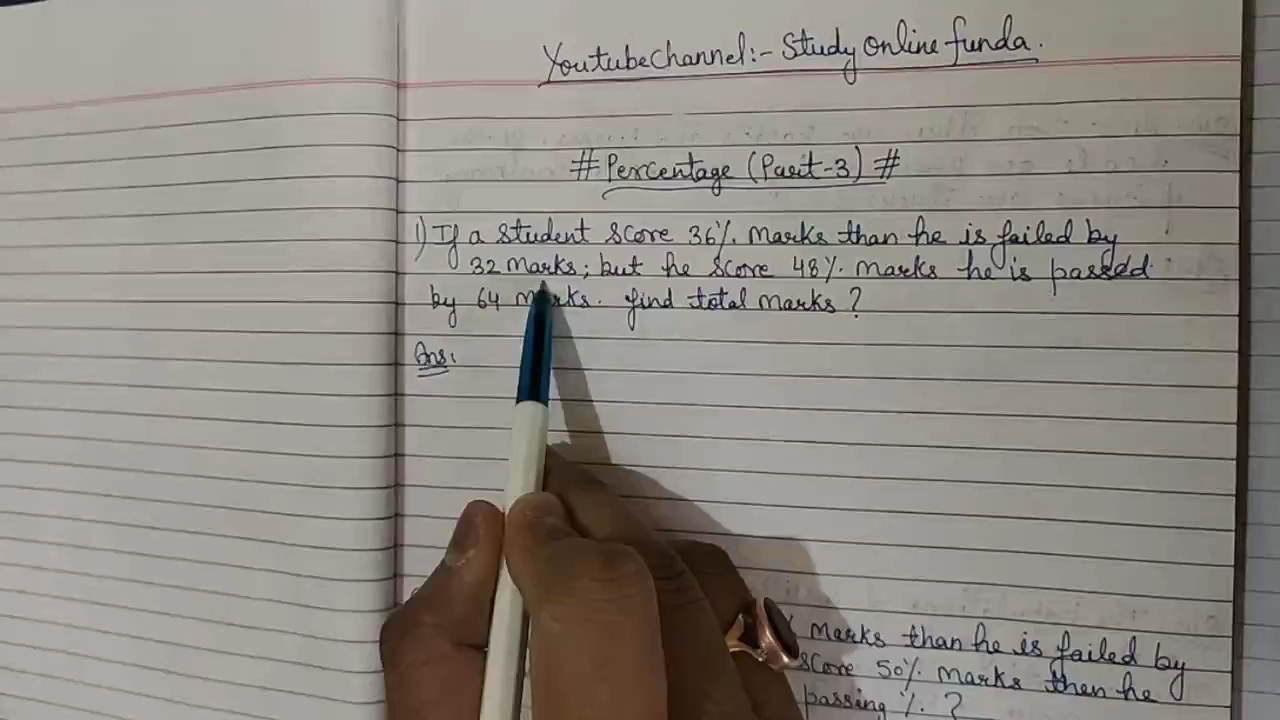 Youtube Channel:- Study Online funda.
# Percentage (Part-3) #
1) If a student score 36% marks than he is failed by
32 marks; but he score 48% marks he is passed
by 64 marks. find total marks?
Ans:
marks than he is failed by
score 50% marks then he
passing %. ?